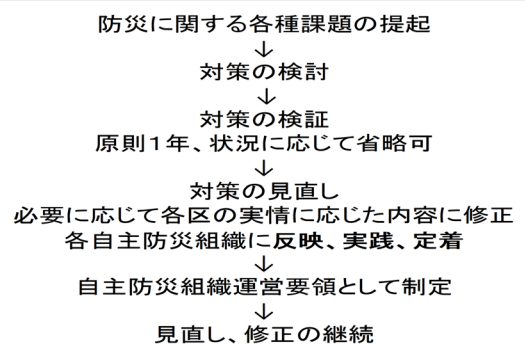 防災に関する各種課題の提起
↓
対策の検討
↓
対策の検証
原則１年、状況に応じて省略可
↓
対策の見直し
必要に応じて各区の実情に応じた内容に修正
各自主防災組織に反映、実践、定着
↓
自主防災組織運営要領として制定
↓
見直し、修正の継続